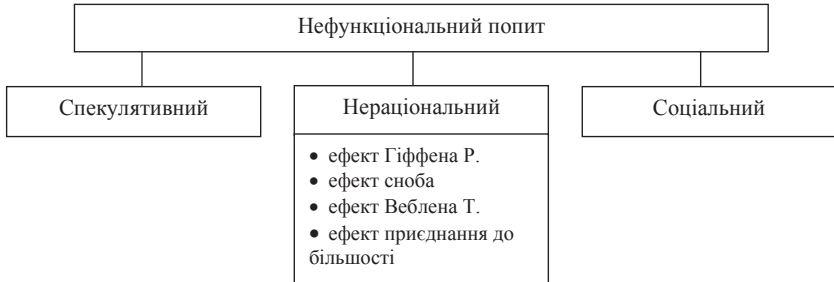 Нефункціональний попит
Спекулятивний
Нераціональний
Соціальний
• ефект Гіффена Р.
• ефект сноба
• ефект Веблена Т.
• ефект приєднання до
більшості